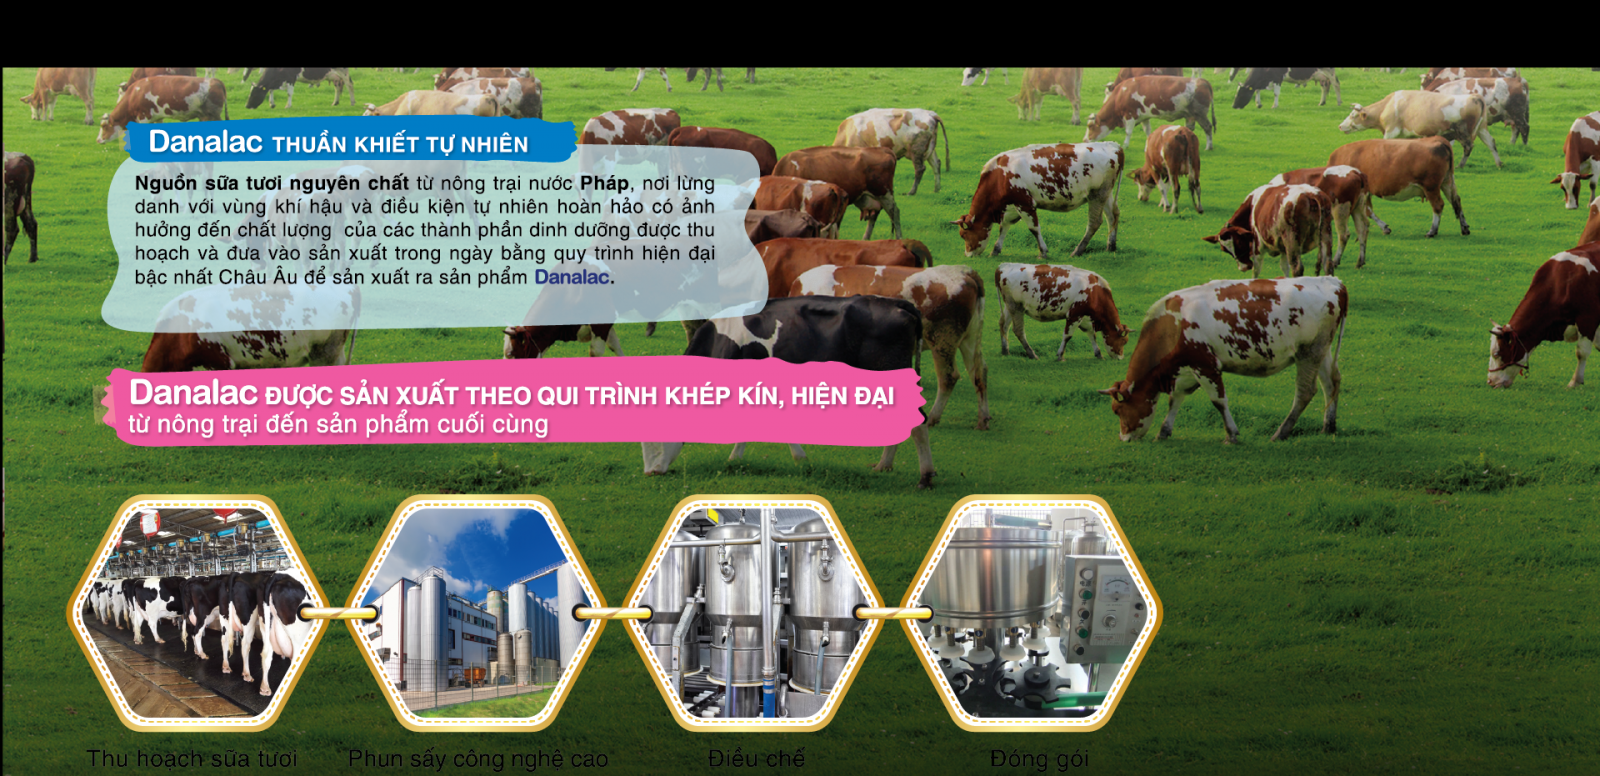 Danalac THUẦN KHIẾT TỰ NHIÊN
Nguồn sữa tươi nguyên chất từ nông trại nước Pháp, nơi lừng
danh với vùng khí hậu và điều kiện tự nhiên hoàn hảo có ảnh
hưởng đến chất lượng của các thành phần dinh dưỡng được thu
hoạch và đưa vào sản xuất trong ngày bằng quy trình hiện đại
bậc nhất Châu Âu để sản xuất ra sản phẩm Danalac.
Danalac ĐƯỢC SẢN XUẤT THEO QUI TRÌNH KHÉP KÍN, HIỆN ĐẠI
từ nông trại đến sản phẩm cuối cùng
Thu hoạch sữa tươi
Phun sấy công nghệ cao
Điều chế
Đóng gói